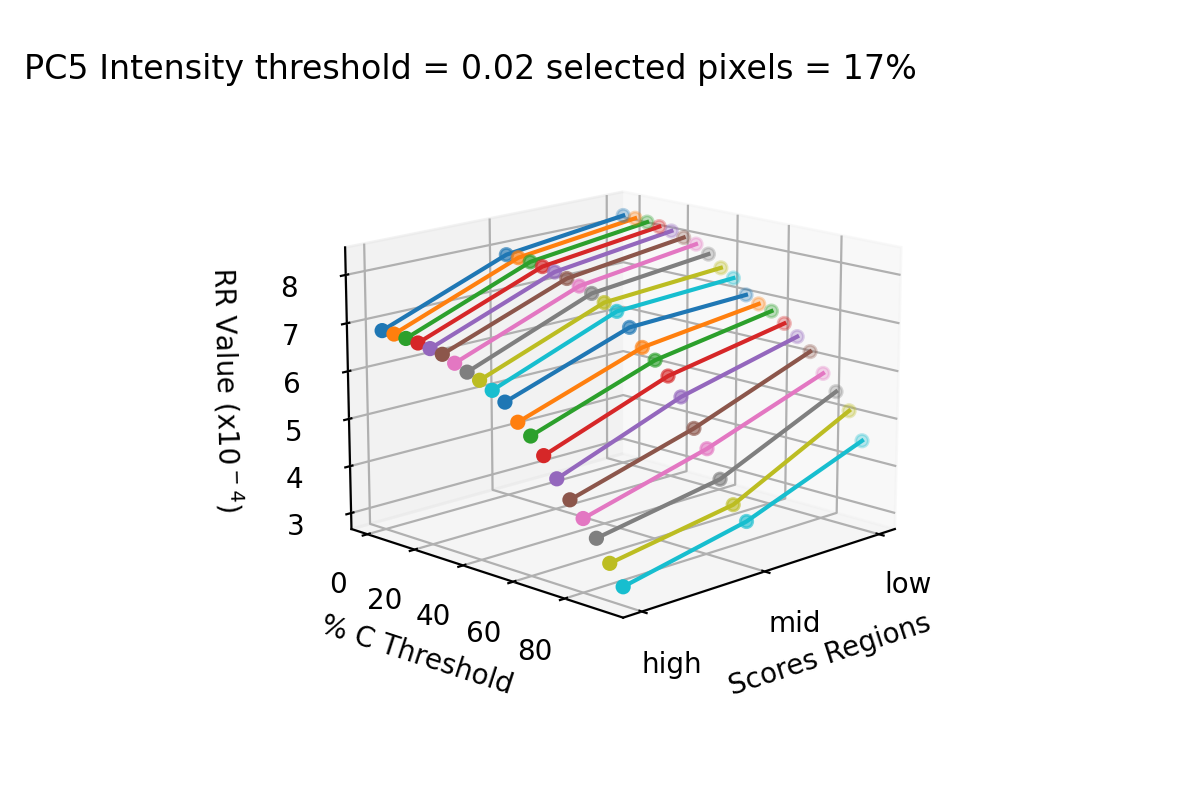 PC5 Intensity threshold = 0.02 selected pixels = 17%
RR Value (x10⁻⁴)
8
7
6
5
4
3
0
20
40
60
80
% C Threshold
high
mid
low
Scores Regions